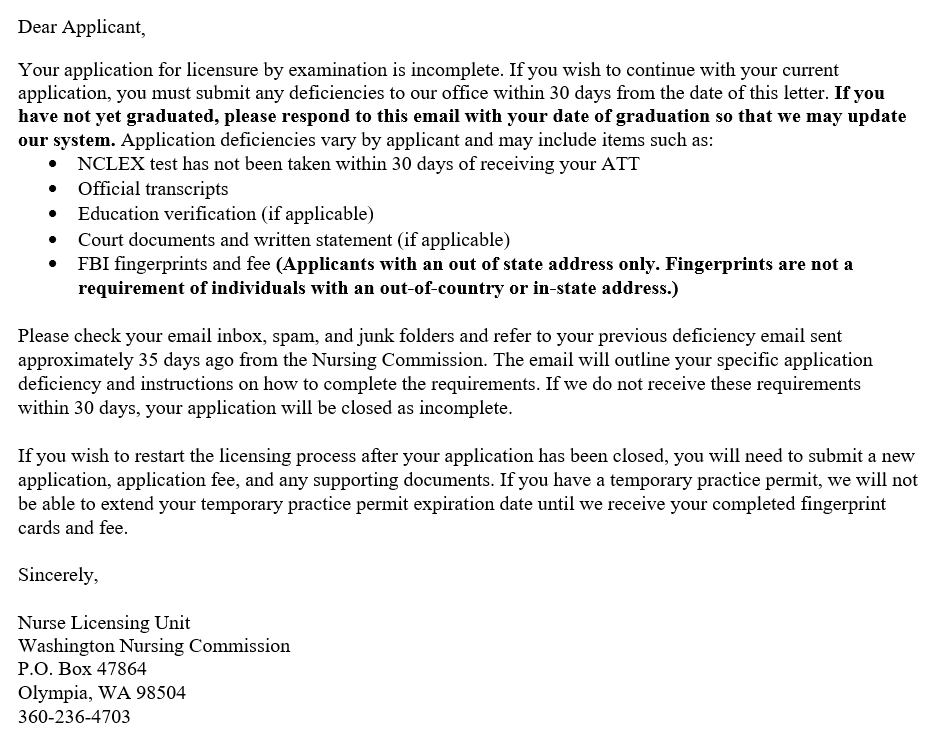 Dear Applicant,
Your application for licensure by examination is incomplete. If you wish to continue with your current
application, you must submit any deficiencies to our office within 30 days from the date of this letter. If you
have not yet graduated, please respond to this email with your date of graduation so that we may update
our system. Application deficiencies vary by applicant and may include items such as:
• NCLEX test has not been taken within 30 days of receiving your ATT
• Official transcripts
• Education verification (if applicable)
• Court documents and written statement (if applicable)
• FBI fingerprints and fee (Applicants with an out of state address only. Fingerprints are not a
requirement of individuals with an out-of-country or in-state address.)
Please check your email inbox, spam, and junk folders and refer to your previous deficiency email sent
approximately 35 days ago from the Nursing Commission. The email will outline your specific application
deficiency and instructions on how to complete the requirements. If we do not receive these requirements
within 30 days, your application will be closed as incomplete.
If you wish to restart the licensing process after your application has been closed, you will need to submit a new
application, application fee, and any supporting documents. If you have a temporary practice permit, we will not
be able to extend your temporary practice permit expiration date until we receive your completed fingerprint
cards and fee.
Sincerely,
Nurse Licensing Unit
Washington Nursing Commission
P.O. Box 47864
Olympia, WA 98504
360-236-4703